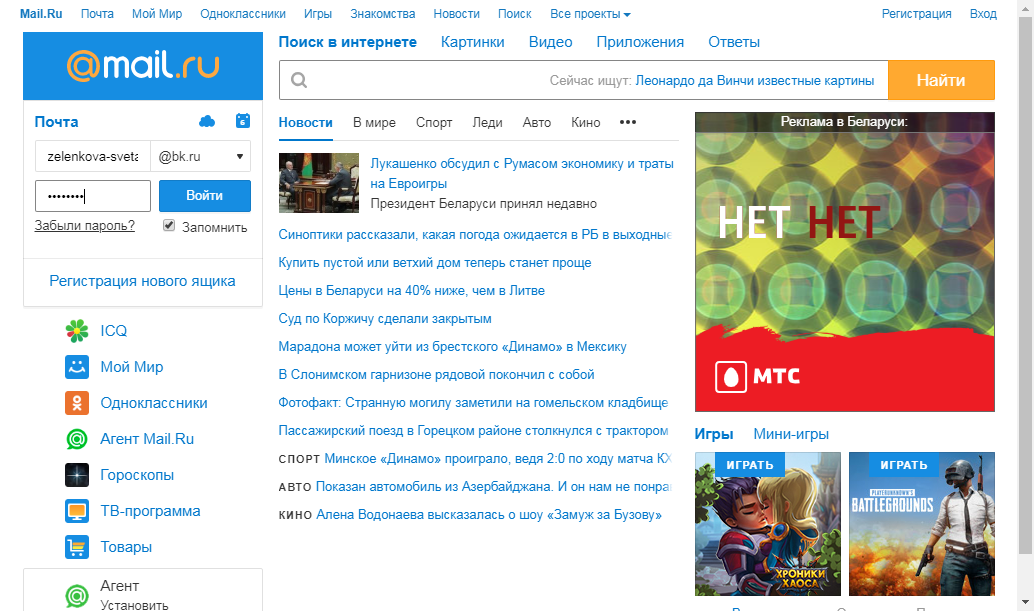 Mail.Ru Почта Мой Мир Одноклассники Игры Знакомства Новости Поиск Все проекты Регистрация Вход
@mail.ru
Поиск в интернете Картинки Видео Приложения Ответы
Сейчас ищут: Леонардо да Винчи известные картины Найти
Почта 6
zelenkova-sveta @bk.ru
•••••••• Войти
Забыли пароль? Запомнить
Регистрация нового ящика
ICQ
Мой Мир
Одноклассники
Агент Mail.Ru
Гороскопы
ТВ-программа
Товары
Агент
Установить
Новости В мире Спорт Леди Авто Кино •••
Лукашенко обсудил с Румасом экономику и траты
на Евроигры
Президент Беларуси принял недавно
Синоптики рассказали, какая погода ожидается в РБ в выходные
Купить пустой или ветхий дом теперь станет проще
Цены в Беларуси на 40% ниже, чем в Литве
Суд по Коржичу сделали закрытым
Марадона может уйти из брестского «Динамо» в Мексику
В Слонимском гарнизоне рядовой покончил с собой
Фотофакт: Странную могилу заметили на гомельском кладбище
Пассажирский поезд в Горецком районе столкнулся с трактором
СПОРТ Минское «Динамо» проиграло, ведя 2:0 по ходу матча КХ
АВТО Показан автомобиль из Азербайджана. И он нам не понра
КИНО Алена Водонаева высказалась о шоу «Замуж за Бузову»
Реклама в Беларуси:
НЕТ НЕТ
МТС
Игры Мини-игры
ИГРАТЬ ИГРАТЬ
PLAYERUNKNOWN'S
BATTLEGROUNDS
ХРОНИКИ
ХАОСА